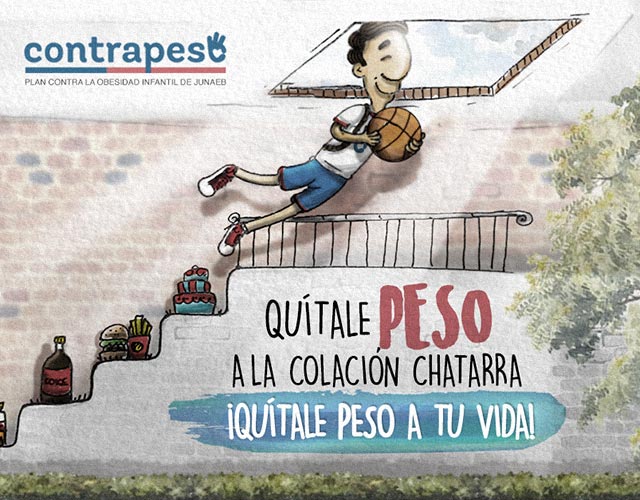 contrapeso
PLAN CONTRA LA OBESIDAD INFANTIL DE JUNAEB
QUÍTALE PESO
A LA COLACIÓN CHATARRA
¡QUÍTALE PESO A TU VIDA!